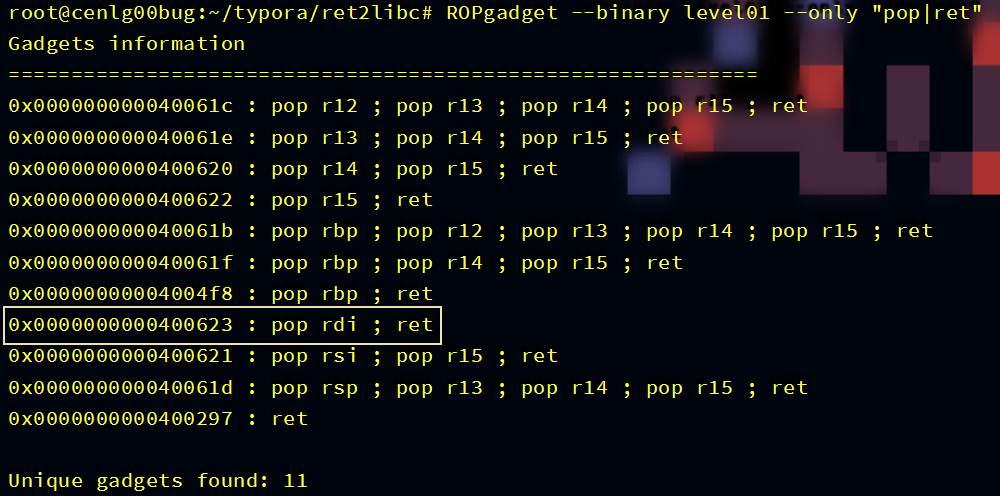 root@cenlg00bug:~/typora/ret2libc# ROPgadget --binary level01 --only "pop|ret"
Gadgets information
============================================================
0x000000000040061c : pop r12 ; pop r13 ; pop r14 ; pop r15 ; ret
0x000000000040061e : pop r13 ; pop r14 ; pop r15 ; ret
0x0000000000400620 : pop r14 ; pop r15 ; ret
0x0000000000400622 : pop r15 ; ret
0x000000000040061b : pop rbp ; pop r12 ; pop r13 ; pop r14 ; pop r15 ; ret
0x000000000040061f : pop rbp ; pop r14 ; pop r15 ; ret
0x00000000004004f8 : pop rbp ; ret
0x0000000000400623 : pop rdi ; ret
0x0000000000400621 : pop rsi ; pop r15 ; ret
0x000000000040061d : pop rsp ; pop r13 ; pop r14 ; pop r15 ; ret
0x0000000000400297 : ret
Unique gadgets found: 11